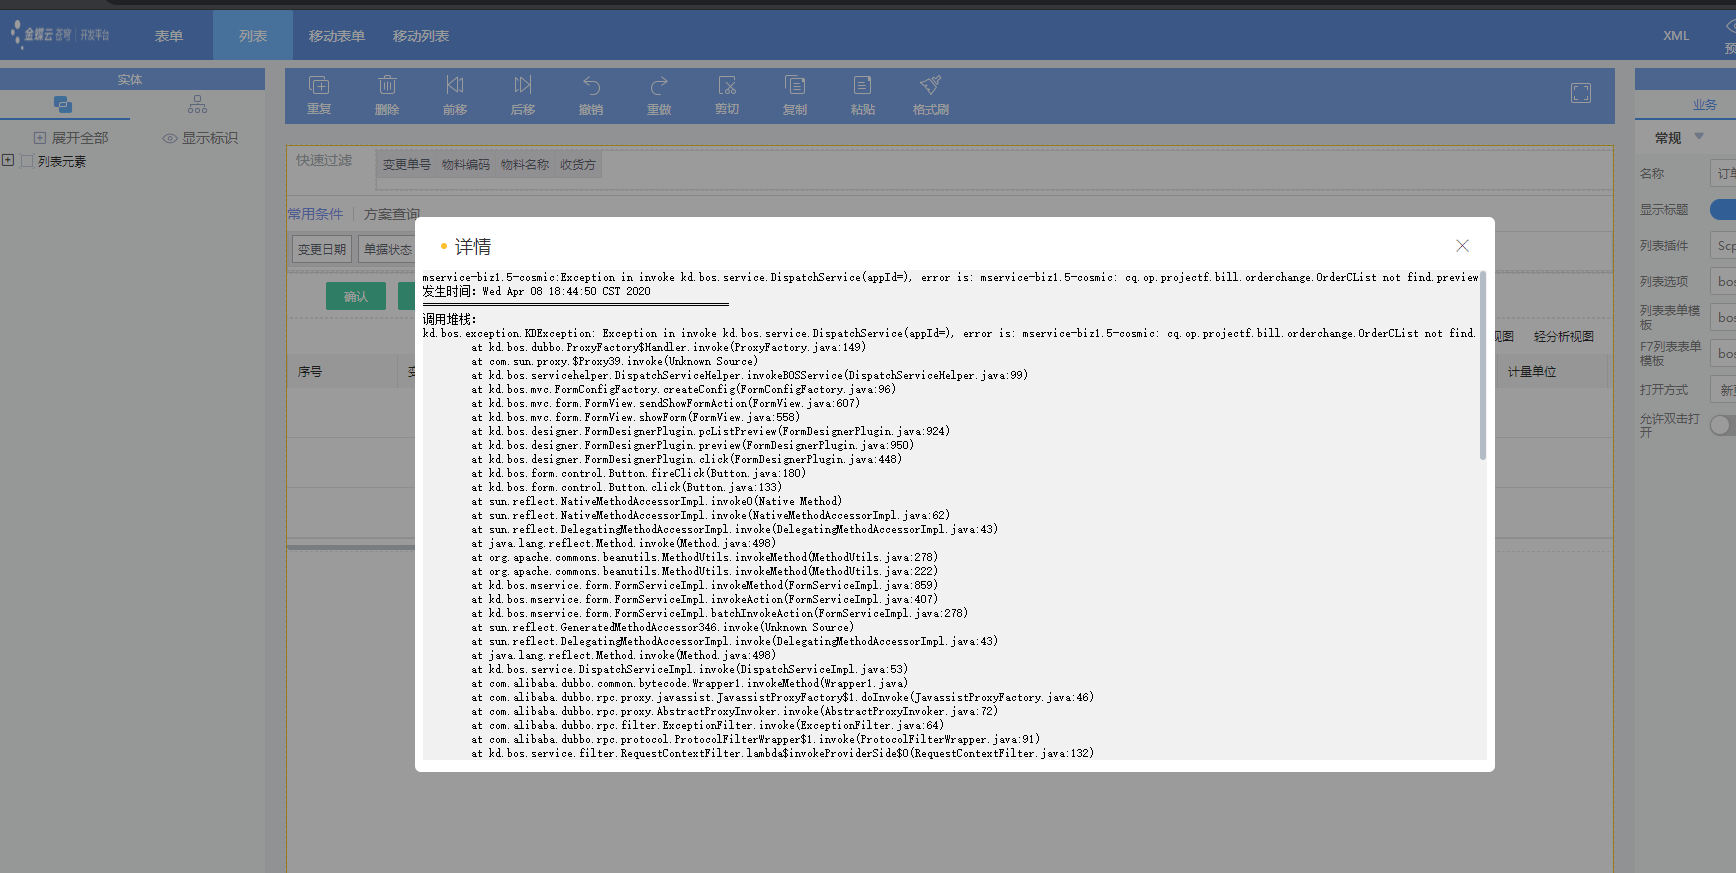 金蝶云 苍穹 | 开发平台
表单
列表
移动表单
移动列表
XML
实体
展开全部
显示标识
列表元素
重复
删除
前移
后移
撤销
重做
剪切
复制
粘贴
格式刷
业务
常规
名称
显示标题
列表插件
列表选项
列表表单模板
F7列表表单模板
打开方式
允许双击打开
快速过滤
变更单号
物料编码
物料名称
收货方
常用条件
方案查询
变更日期
单据状态
确认
序号
轻分析视图
计量单位
详情
mservice-biz1.5-cosmic:Exception in invoke kd.bos.service.DispatchService(appId=), error is: mservice-biz1.5-cosmic: cq.op.projectf.bill.orderchange.OrderCList not find.preview
发生时间: Wed Apr 08 18:44:50 CST 2020
===================================================
调用堆栈:
kd.bos.exception.KDException: Exception in invoke kd.bos.service.DispatchService(appId=), error is: mservice-biz1.5-cosmic: cq.op.projectf.bill.orderchange.OrderCList not find.
at kd.bos.dubbo.ProxyFactory$Handler.invoke(ProxyFactory.java:149)
at com.sun.proxy.$Proxy39.invoke(Unknown Source)
at kd.bos.servicehelper.DispatchServiceHelper.invokeBOSService(DispatchServiceHelper.java:99)
at kd.bos.mvc.FormConfigFactory.createConfig(FormConfigFactory.java:96)
at kd.bos.mvc.form.FormView.sendShowFormAction(FormView.java:607)
at kd.bos.mvc.form.FormView.showForm(FormView.java:558)
at kd.bos.designer.FormDesignerPlugin.pcListPreview(FormDesignerPlugin.java:924)
at kd.bos.designer.FormDesignerPlugin.preview(FormDesignerPlugin.java:950)
at kd.bos.designer.FormDesignerPlugin.click(FormDesignerPlugin.java:448)
at kd.bos.form.control.Button.fireClick(Button.java:180)
at kd.bos.form.control.Button.click(Button.java:133)
at sun.reflect.NativeMethodAccessorImpl.invoke0(Native Method)
at sun.reflect.NativeMethodAccessorImpl.invoke(NativeMethodAccessorImpl.java:62)
at sun.reflect.DelegatingMethodAccessorImpl.invoke(DelegatingMethodAccessorImpl.java:43)
at java.lang.reflect.Method.invoke(Method.java:498)
at org.apache.commons.beanutils.MethodUtils.invokeMethod(MethodUtils.java:278)
at org.apache.commons.beanutils.MethodUtils.invokeMethod(MethodUtils.java:222)
at kd.bos.mservice.form.FormServiceImpl.invokeMethod(FormServiceImpl.java:859)
at kd.bos.mservice.form.FormServiceImpl.invokeAction(FormServiceImpl.java:407)
at kd.bos.mservice.form.FormServiceImpl.batchInvokeAction(FormServiceImpl.java:278)
at sun.reflect.GeneratedMethodAccessor346.invoke(Unknown Source)
at sun.reflect.DelegatingMethodAccessorImpl.invoke(DelegatingMethodAccessorImpl.java:43)
at java.lang.reflect.Method.invoke(Method.java:498)
at kd.bos.service.DispatchServiceImpl.invoke(DispatchServiceImpl.java:53)
at com.alibaba.dubbo.common.bytecode.Wrapper1.invokeMethod(Wrapper1.java)
at com.alibaba.dubbo.rpc.proxy.javassist.JavassistProxyFactory$1.doInvoke(JavassistProxyFactory.java:46)
at com.alibaba.dubbo.rpc.proxy.AbstractProxyInvoker.invoke(AbstractProxyInvoker.java:72)
at com.alibaba.dubbo.rpc.filter.ExceptionFilter.invoke(ExceptionFilter.java:64)
at com.alibaba.dubbo.rpc.protocol.ProtocolFilterWrapper$1.invoke(ProtocolFilterWrapper.java:91)
at kd.bos.service.filter.RequestContextFilter.lambda$invokeProviderSide$0(RequestContextFilter.java:132)